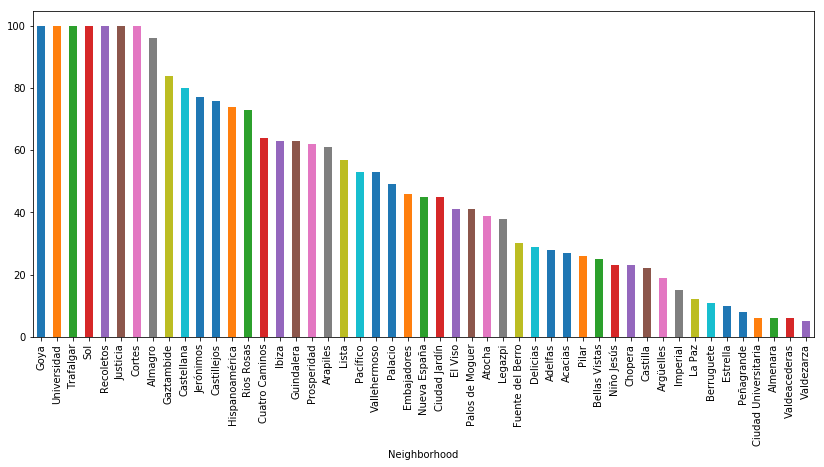 100
80
60
40
20
0
Goya
Universidad
Trafalgar
Sol
Recoletos
Justicia
Cortes
Almagro
Gaztambide
Castellana
Jerónimos
Castillejos
Hispanoamérica
Ríos Rosas
Cuatro Caminos
Ibiza
Guindalera
Prosperidad
Arapiles
Lista
Pacífico
Vallehermoso
Palacio
Embajadores
Nueva España
Ciudad Jardín
El Viso
Palos de Moguer
Atocha
Legazpi
Fuente del Berro
Delicias
Adelfas
Acacias
Pilar
Bellas Vistas
Niño Jesús
Chopera
Castilla
Argüelles
Imperial
La Paz
Berruguete
Estrella
Peñagrande
Ciudad Universitaria
Almenara
Valdeacederas
Valdezarza
Neighborhood